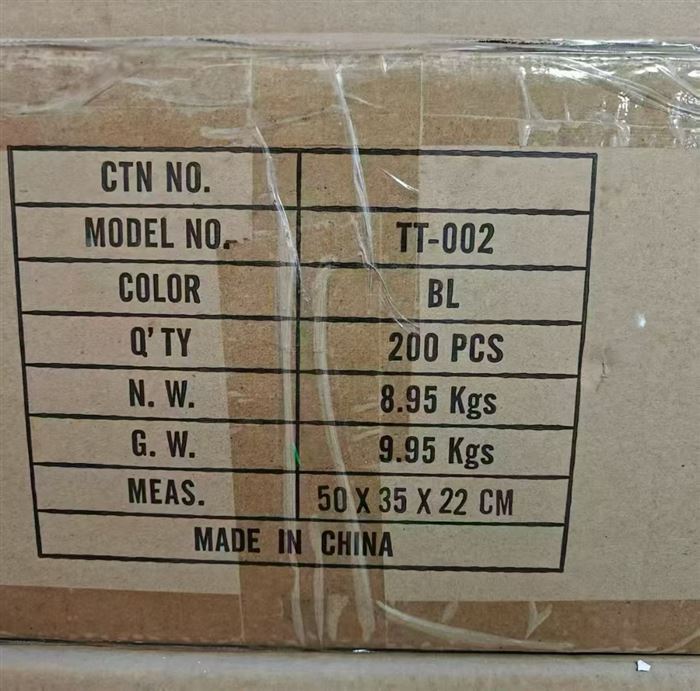 CTN NO.
MODEL NO. TT-002
COLOR BL
Q'TY 200 PCS
N. W. 8.95 Kgs
G. W. 9.95 Kgs
MEAS. 50 X 35 X 22 CM
MADE IN CHINA